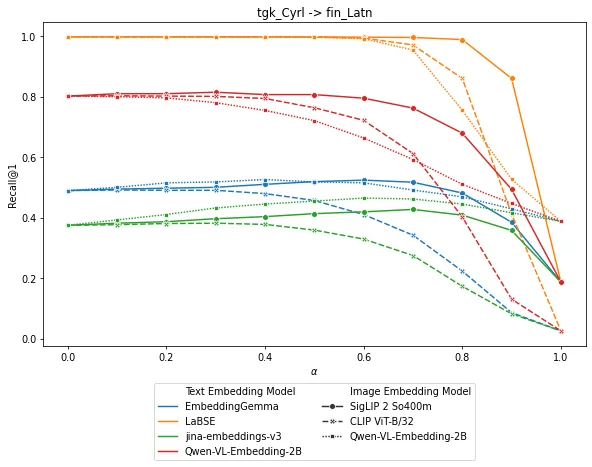 tgk_Cyrl -> fin_Latn
1.0
0.8
0.6
0.4
0.2
0.0
Recall@1
0.0 0.2 0.4 0.6 0.8 1.0
α
Text Embedding Model Image Embedding Model
EmbeddingGemma SigLIP 2 So400m
LaBSE CLIP ViT-B/32
jina-embeddings-v3 Qwen-VL-Embedding-2B
Qwen-VL-Embedding-2B